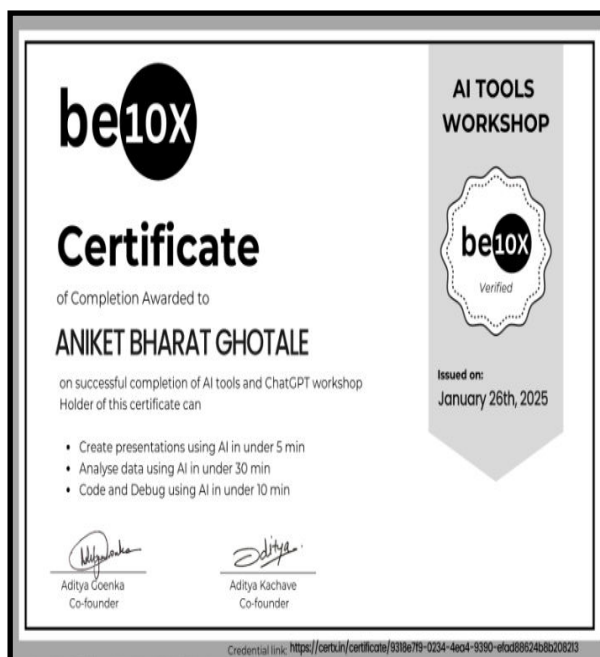 be10X
Certificate
of Completion Awarded to
ANIKET BHARAT GHOTALE
on successful completion of AI tools and ChatGPT workshop
Holder of this certificate can
• Create presentations using AI in under 5 min
• Analyse data using AI in under 30 min
• Code and Debug using AI in under 10 min
Aditya
Aditya Goenka
Co-founder
Aditya Kachave
Co-founder
AI TOOLS
WORKSHOP
be10X
Verified
Issued on:
January 26th, 2025
Credential link: https://certx.in/certificate/9318e7f9-0234-4ea4-9390-efad88624b8b208213